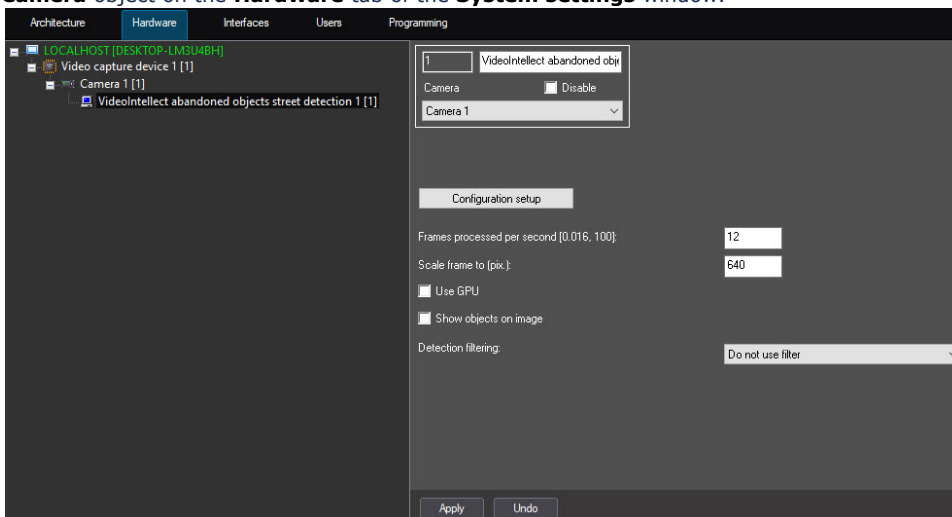 Camera object on the Hardware tab of the System settings window.
Architecture Hardware Interfaces Users Programming
LOCALHOST [DESKTOP-LM3U4BH]
Video capture device 1 [1]
Camera 1 [1]
VideoIntellect abandoned objects street detection 1 [1]
1 VideoIntellect abandoned obje
Camera Disable
Camera 1
Configuration setup
Frames processed per second [0.016, 100]: 12
Scale frame to (pix.): 640
Use GPU
Show objects on image
Detection filtering: Do not use filter
Apply Undo